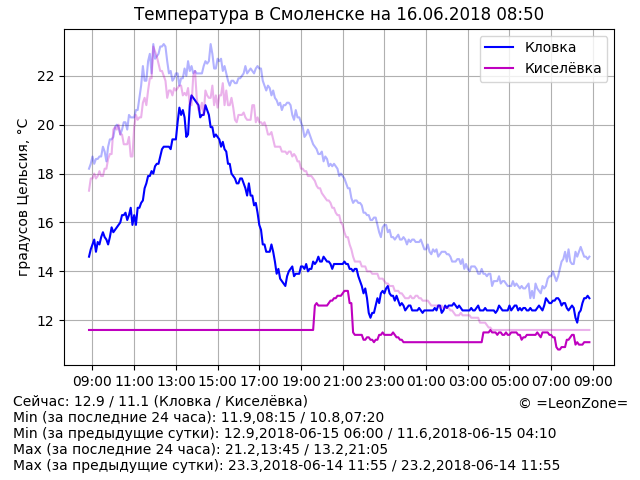 Температура в Смоленске на 16.06.2018 08:50
Кловка
Киселёвка
градусов Цельсия, °C
22
20
18
16
14
12
09:00 11:00 13:00 15:00 17:00 19:00 21:00 23:00 01:00 03:00 05:00 07:00 09:00
Сейчас: 12.9 / 11.1 (Кловка / Киселёвка)
© =LeonZone=
Min (за последние 24 часа): 11.9,08:15 / 10.8,07:20
Min (за предыдущие сутки): 12.9,2018-06-15 06:00 / 11.6,2018-06-15 04:10
Max (за последние 24 часа): 21.2,13:45 / 13.2,21:05
Max (за предыдущие сутки): 23.3,2018-06-14 11:55 / 23.2,2018-06-14 11:55